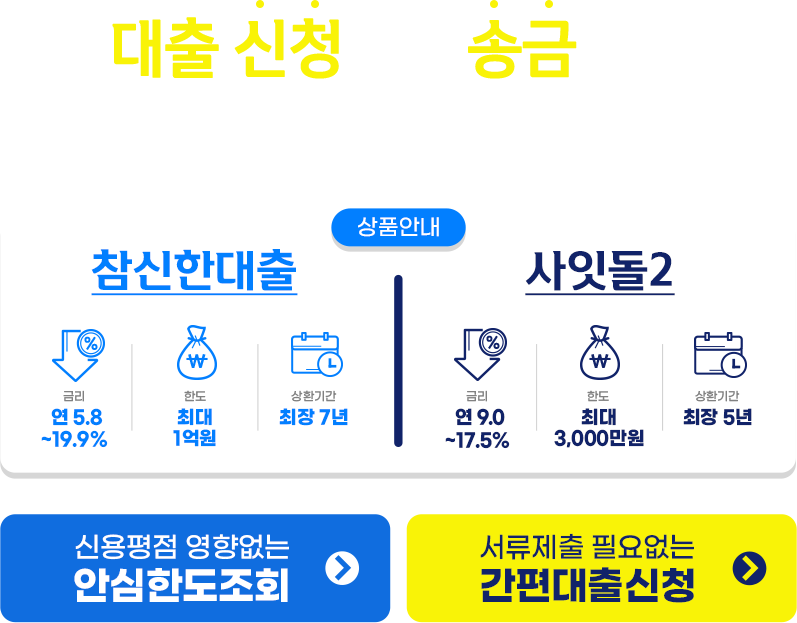 대출 신청 송금
상품안내
참신한대출
금리
연 5.8
~19.9%
한도
최대
1억원
상환기간
최장 7년
사잇돌2
금리
연 9.0
~17.5%
한도
최대
3,000만원
상환기간
최장 5년
신용평점 영향없는
안심한도조회
서류제출 필요없는
간편대출신청